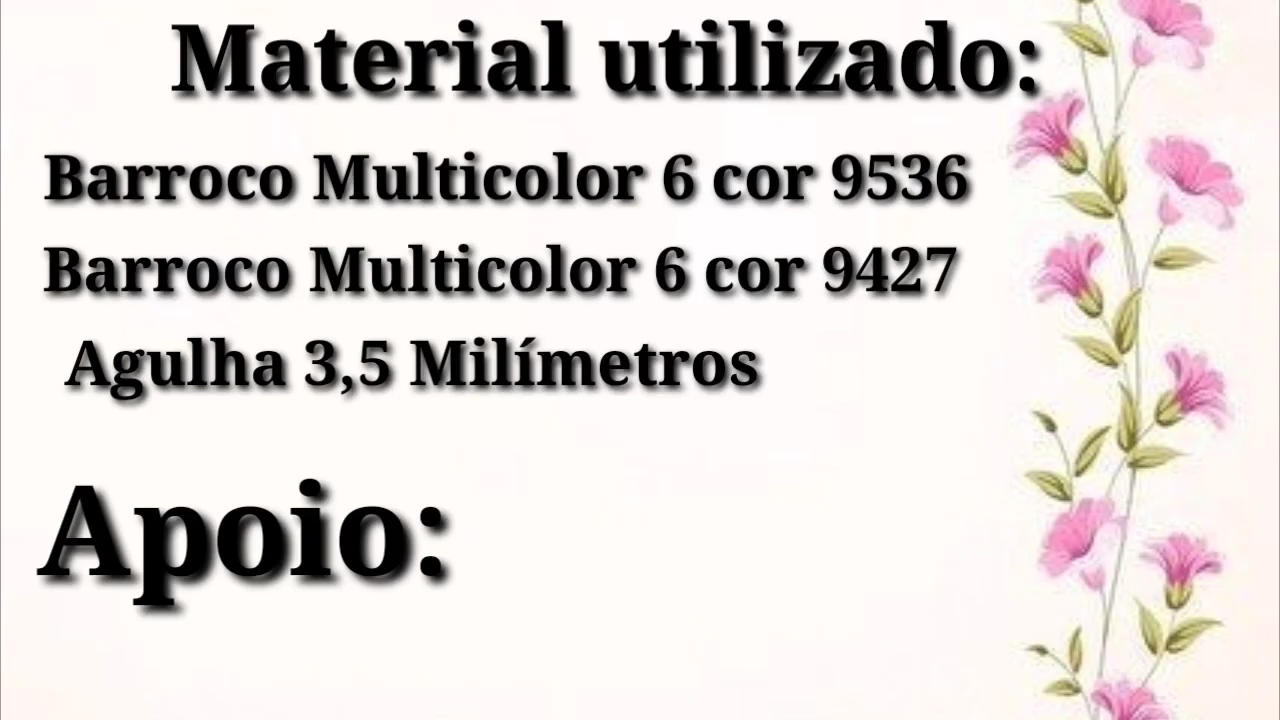 Material utilizado:
Barroco Multicolor 6 cor 9536
Barroco Multicolor 6 cor 9427
Agulha 3,5 Milímetros
Apoio: